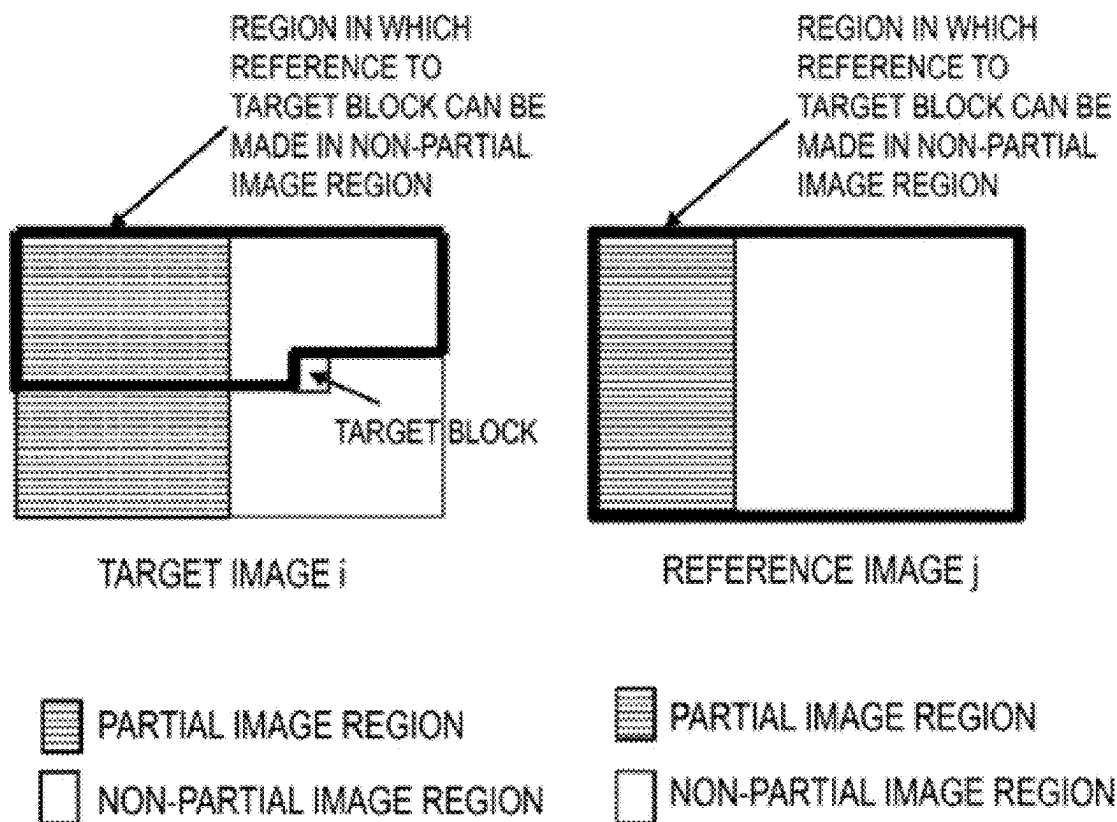 REGION IN WHICH
REFERENCE TO
TARGET BLOCK CAN BE
MADE IN NON-PARTIAL
IMAGE REGION
REGION IN WHICH
REFERENCE TO
TARGET BLOCK CAN BE
MADE IN NON-PARTIAL
IMAGE REGION
TARGET BLOCK
TARGET IMAGE i
REFERENCE IMAGE j
PARTIAL IMAGE REGION
NON-PARTIAL IMAGE REGION
PARTIAL IMAGE REGION
NON-PARTIAL IMAGE REGION